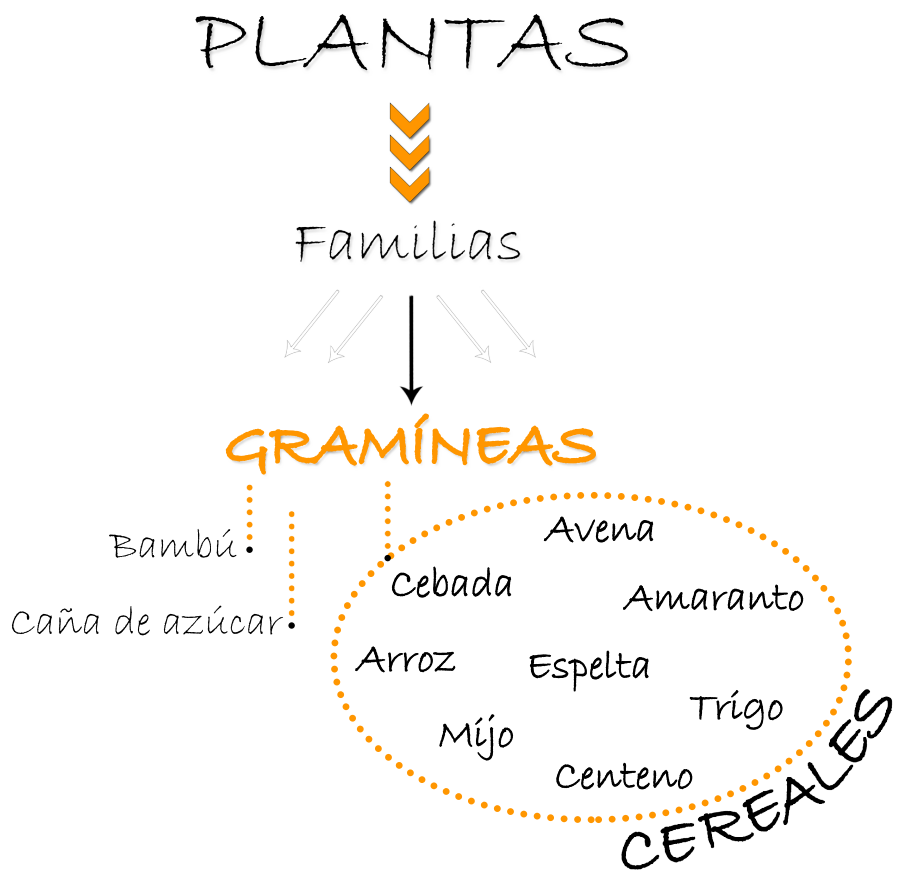 PLANTAS
Familias
GRAMÍNEAS
Bambú
Caña de azúcar
Avena
Cebada
Amaranto
Arroz
Espelta
Trigo
Mijo
Centeno
CEREALES